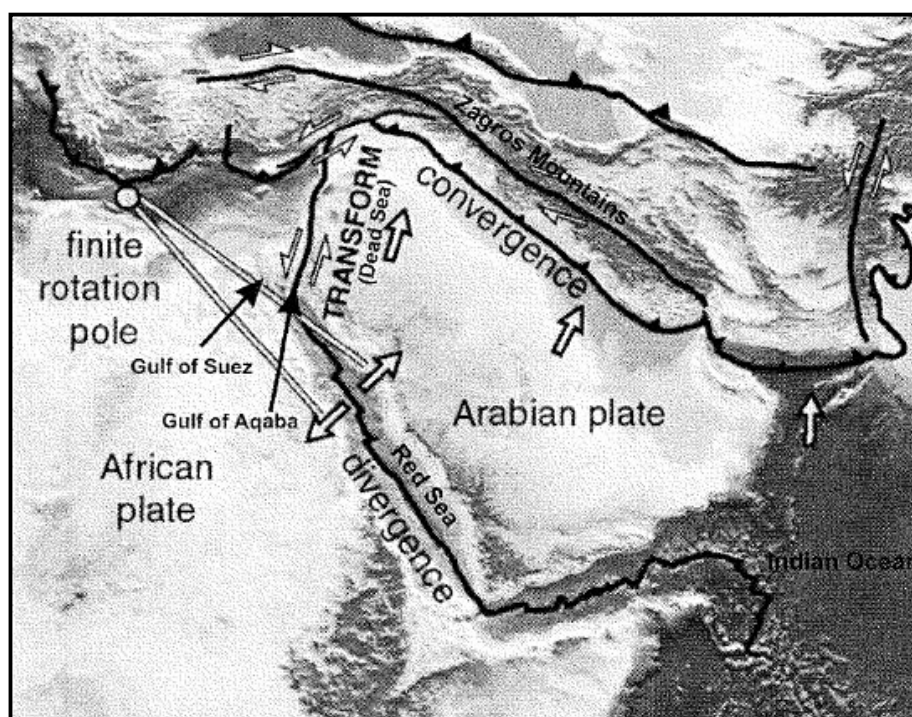 Zagros Mountains
convergence
TRANSFORM
(Dead Sea)
finite
rotation
pole
Gulf of Suez
Gulf of Aqaba
Arabian plate
African
plate
Red Sea
divergence
Indian Ocean